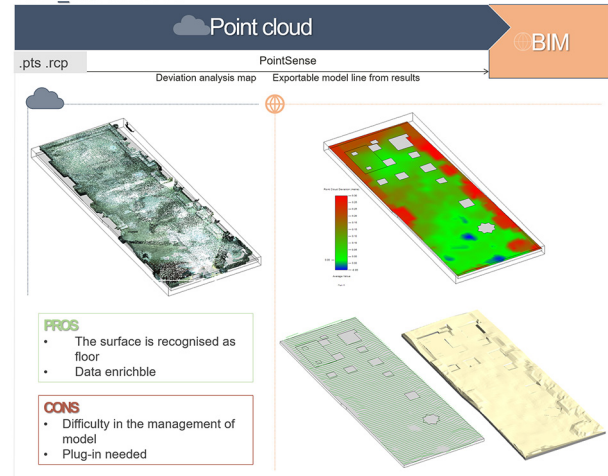 Point cloud
BIM
.pts .rcp
PointSense
Deviation analysis map
Exportable model line from results
PROS
• The surface is recognised as
floor
• Data enrichble
CONS
• Difficulty in the management of
model
• Plug-in needed